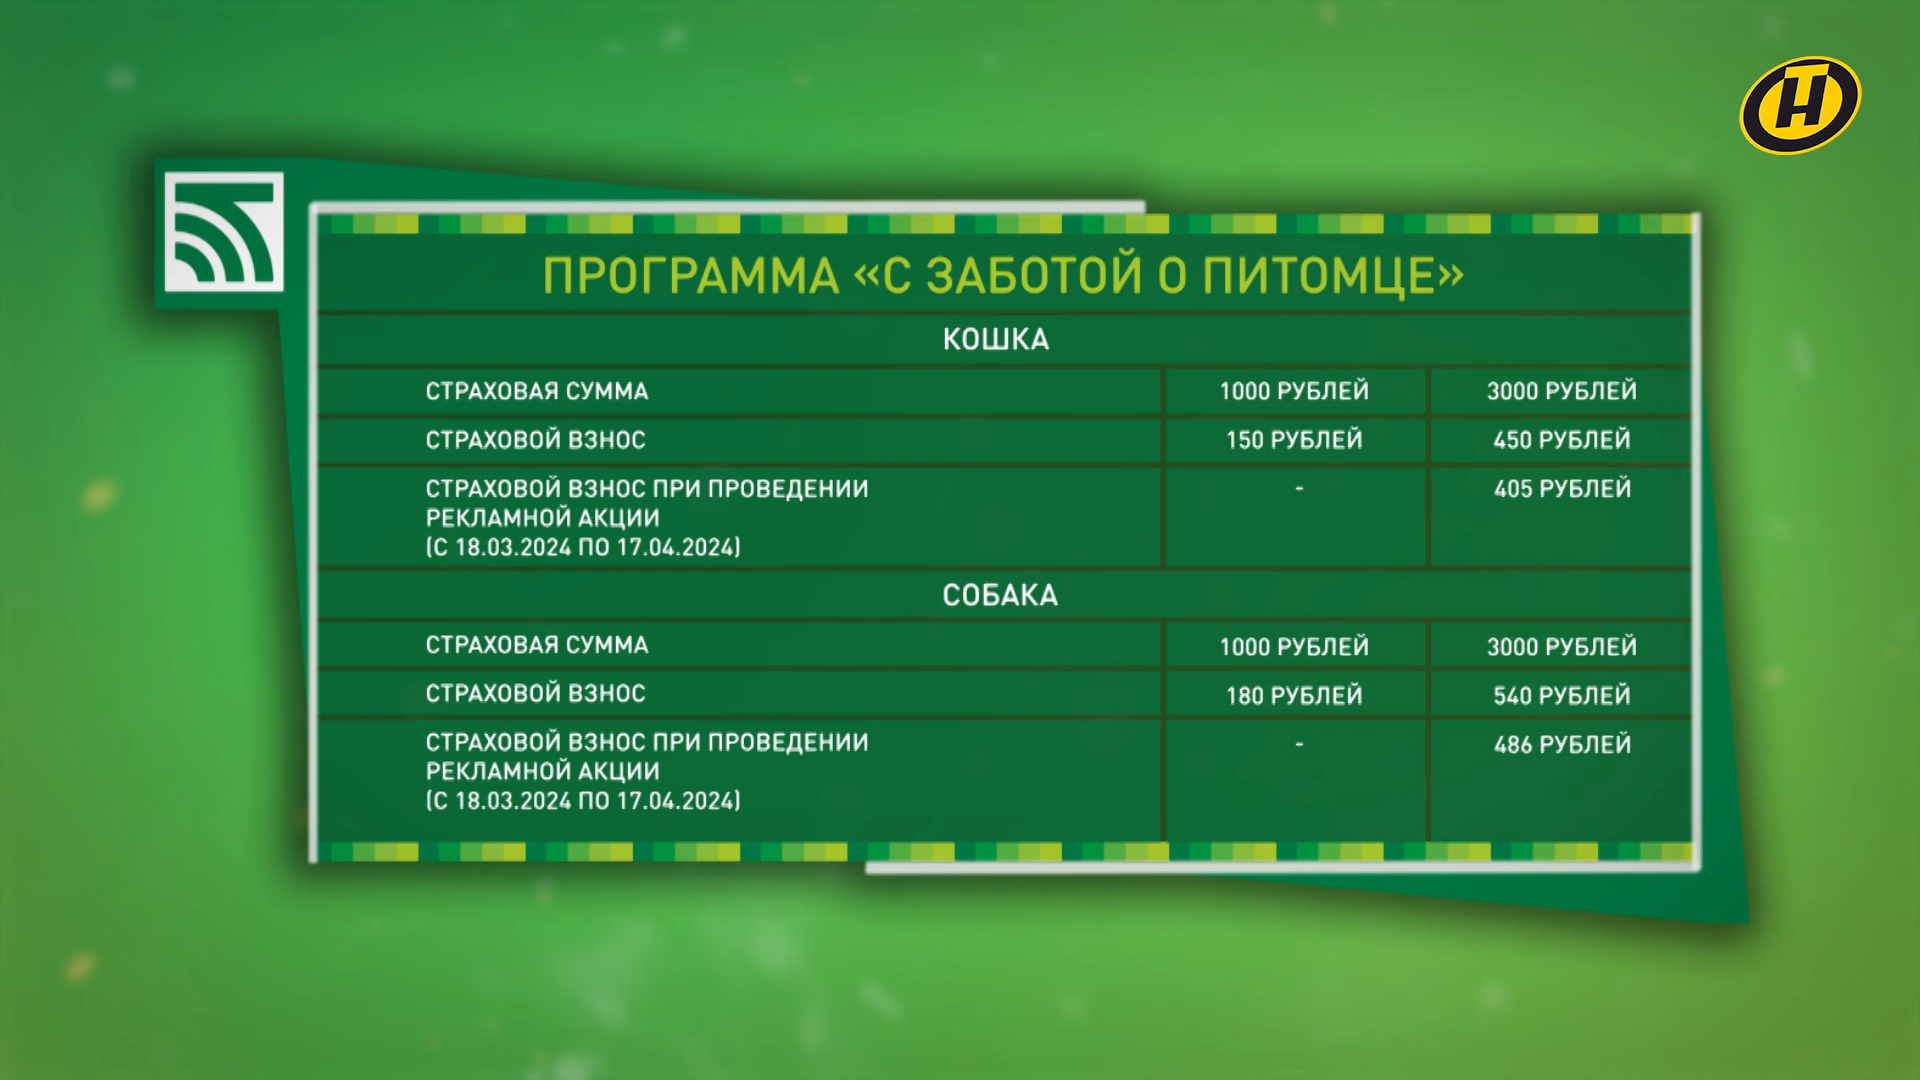 ПРОГРАММА «С ЗАБОТОЙ О ПИТОМЦЕ»
КОШКА
СТРАХОВАЯ СУММА 1000 РУБЛЕЙ 3000 РУБЛЕЙ
СТРАХОВОЙ ВЗНОС 150 РУБЛЕЙ 450 РУБЛЕЙ
СТРАХОВОЙ ВЗНОС ПРИ ПРОВЕДЕНИИ - 405 РУБЛЕЙ
РЕКЛАМНОЙ АКЦИИ
(С 18.03.2024 ПО 17.04.2024)
СОБАКА
СТРАХОВАЯ СУММА 1000 РУБЛЕЙ 3000 РУБЛЕЙ
СТРАХОВОЙ ВЗНОС 180 РУБЛЕЙ 540 РУБЛЕЙ
СТРАХОВОЙ ВЗНОС ПРИ ПРОВЕДЕНИИ - 486 РУБЛЕЙ
РЕКЛАМНОЙ АКЦИИ
(С 18.03.2024 ПО 17.04.2024)
НТ